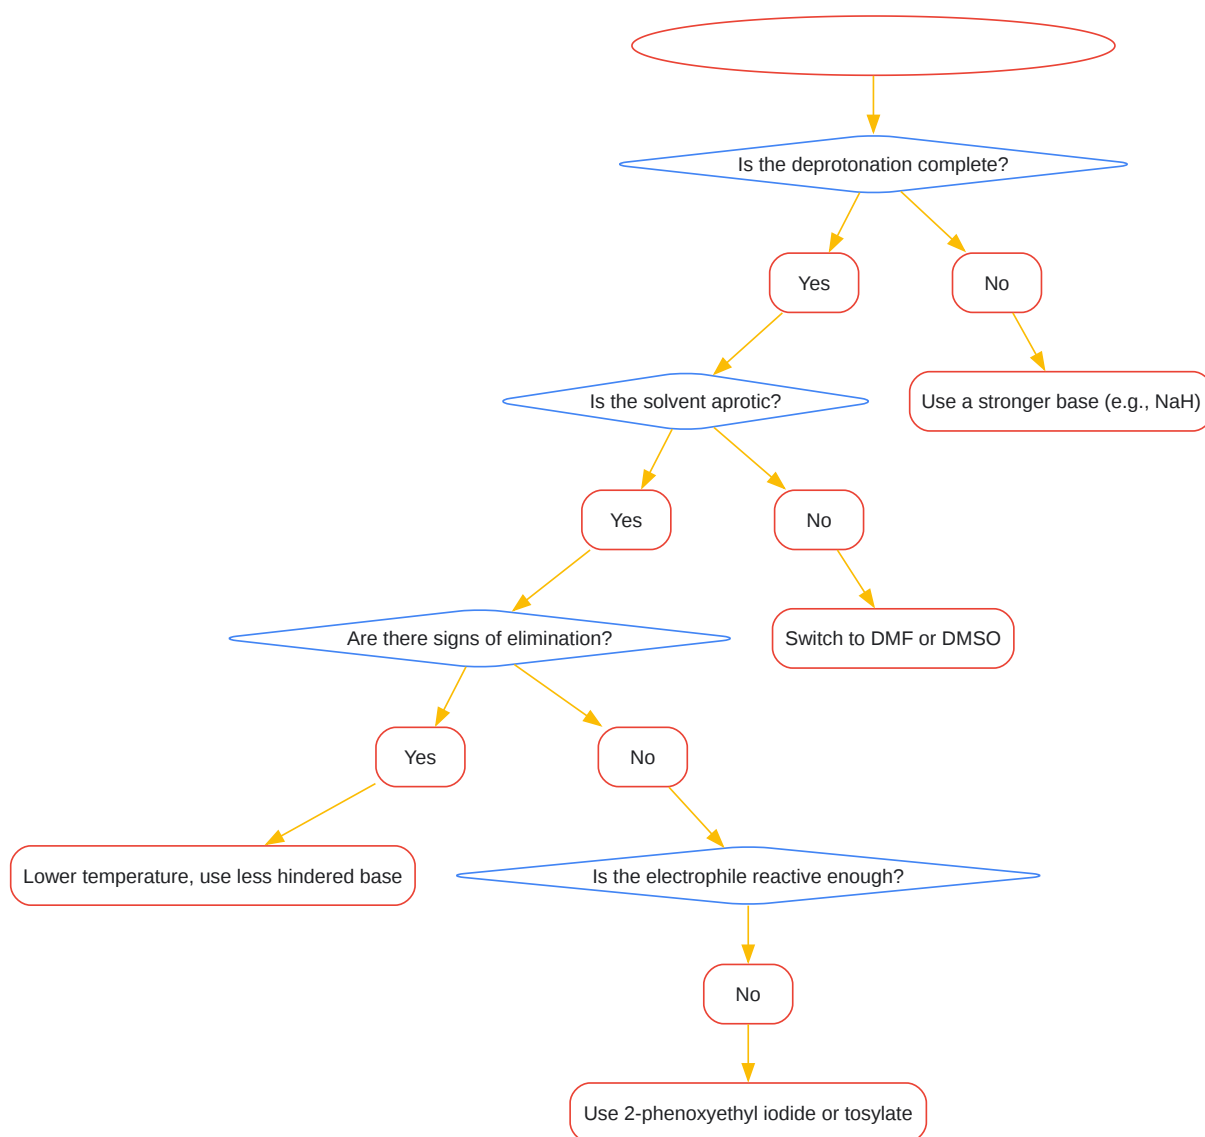 Is the deprotonation complete?
Yes
No
Is the solvent aprotic?
Use a stronger base (e.g., NaH)
Yes
No
Are there signs of elimination?
Switch to DMF or DMSO
Yes
No
Lower temperature, use less hindered base
Is the electrophile reactive enough?
No
Use 2-phenoxyethyl iodide or tosylate